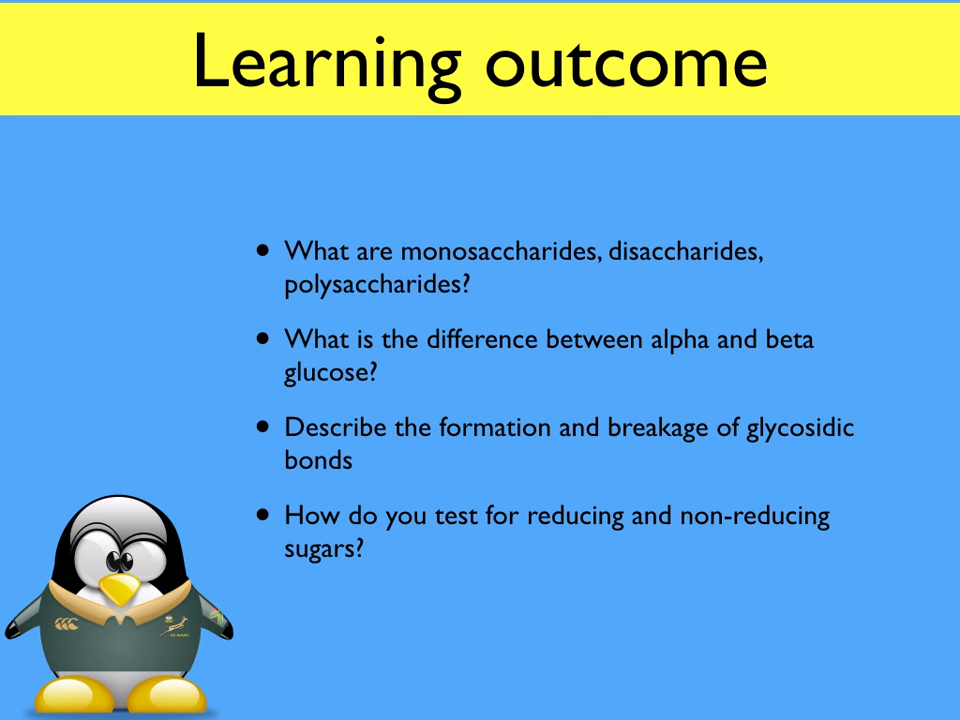 Learning outcome
• What are monosaccharides, disaccharides,
polysaccharides?
• What is the difference between alpha and beta
glucose?
• Describe the formation and breakage of glycosidic
bonds
• How do you test for reducing and non-reducing
sugars?